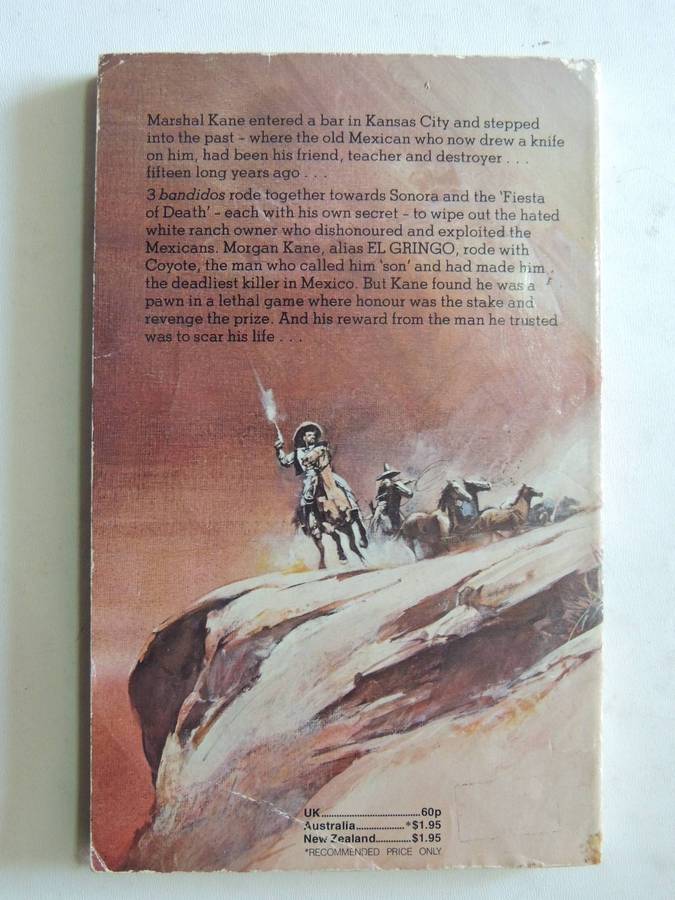 Marshal Kane entered a bar in Kansas City and stepped
into the past – where the old Mexican who now drew a knife
on him, had been his friend, teacher and destroyer . . .
fifteen long years ago . . .
3 bandidos rode together towards Sonora and the 'Fiesta
of Death' – each with his own secret – to wipe out the hated
white ranch owner who dishonoured and exploited the
Mexicans. Morgan Kane, alias EL GRINGO, rode with
Coyote, the man who called him 'son' and had made him
the deadliest killer in Mexico. But Kane found he was a
pawn in a lethal game where honour was the stake and
revenge the prize. And his reward from the man he trusted
was to scar his life . . .
UK.................................60p
Australia................*$1.95
New Zealand............$1.95
*RECOMMENDED PRICE ONLY